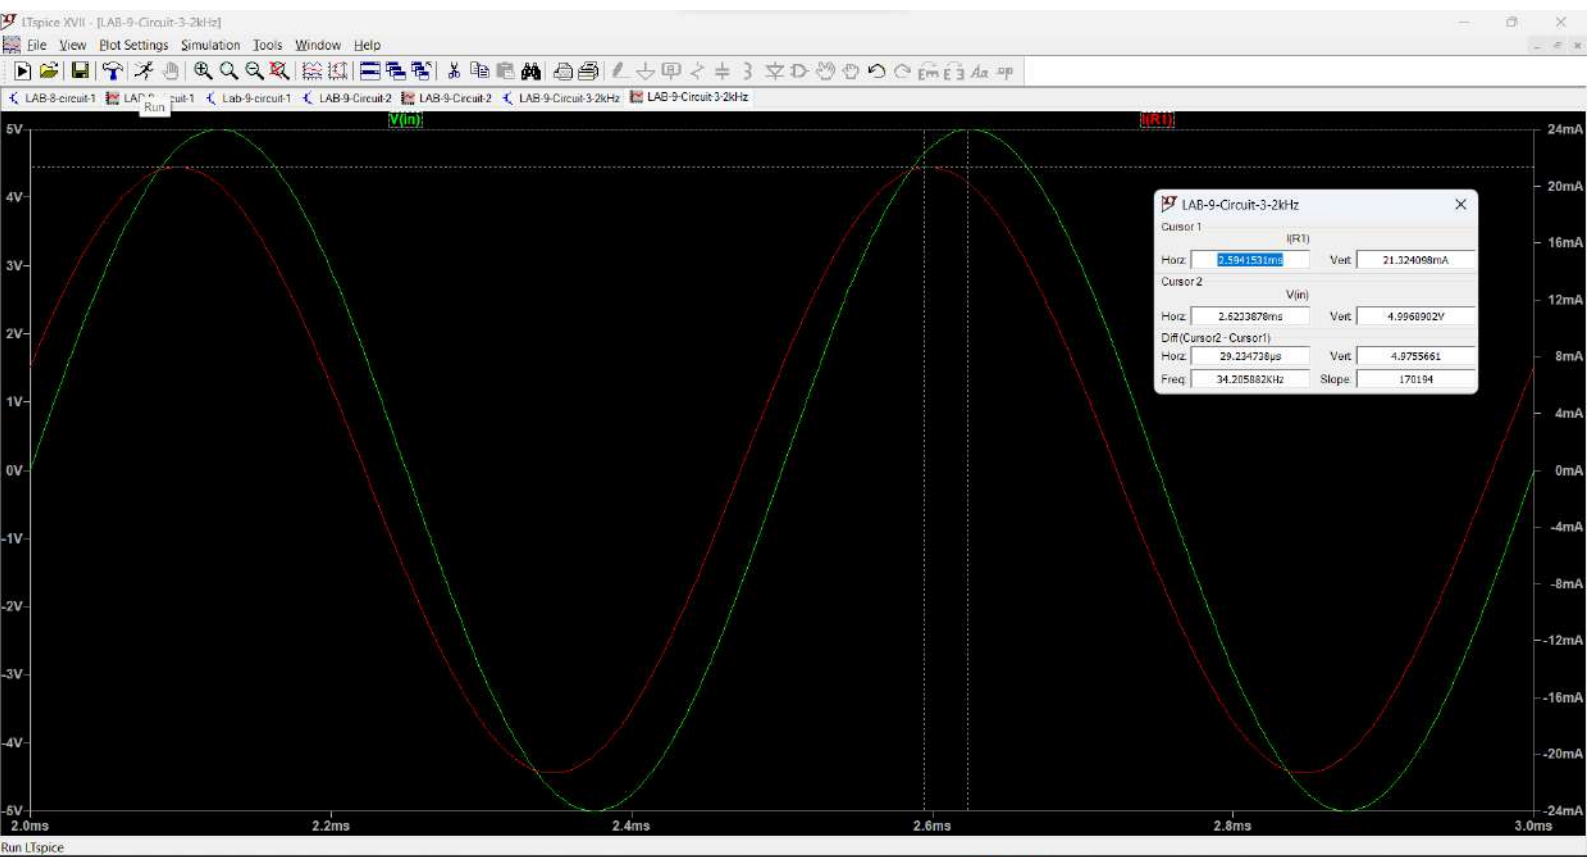 LTspice XVII - [LAB-9-Circuit-3-2kHz]
File View Plot Settings Simulation Tools Window Help
LAB-8-circuit-1 Lab-9-circuit-1 LAB-9-Circuit-2 LAB-9-Circuit-2 LAB-9-Circuit-3-2kHz LAB-9-Circuit-3-2kHz
Run
V(in) I(R1)
5V 24mA
4V 20mA
3V 16mA
2V 12mA
1V 8mA
4mA
0V 0mA
-1V -4mA
-2V -8mA
-3V -12mA
-4V -16mA
-20mA
-5V -24mA
2.0ms 2.2ms 2.4ms 2.6ms 2.8ms 3.0ms
LAB-9-Circuit-3-2kHz
Cursor 1
I(R1)
Horz: 2.5941531ms Vert: 21.324098mA
Cursor 2
V(in)
Horz: 2.6233878ms Vert: 4.9968902V
Diff (Cursor2 - Cursor1)
Horz: 29.234738µs Vert: 4.9755661
Freq: 34.205882KHz Slope: 170194
Run LTspice